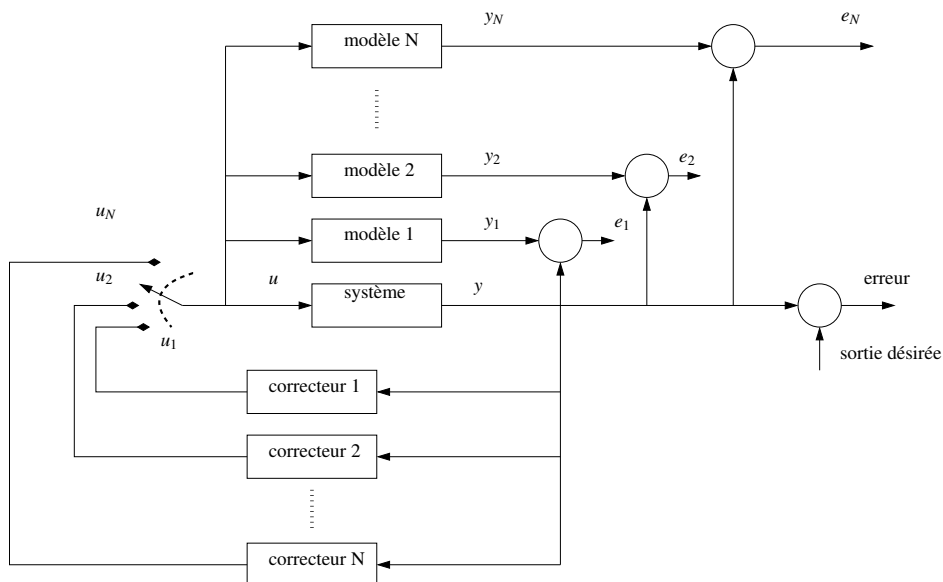 modèle N
y_N
e_N
modèle 2
y_2
e_2
u_N
modèle 1
y_1
e_1
u_2
u
système
y
erreur
u_1
sortie désirée
correcteur 1
correcteur 2
correcteur N